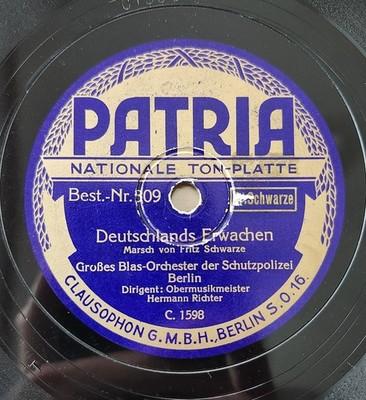 PATRIA
NATIONALE TON-PLATTE
Best.-Nr. 509
Schwarze
Deutschlands Erwachen
Marsch von Fritz Schwarze
Großes Blas-Orchester der Schutzpolizei
Berlin
Dirigent: Obermusikmeister
Hermann Richter
C. 1598
CLAUSOPHON G.M.B.H., BERLIN S.O.16.